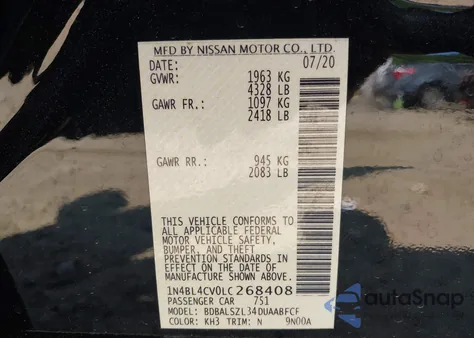 MFD BY NISSAN MOTOR CO., LTD.
DATE: 07/20
GVWR: 1963 KG
4328 LB
GAWR FR.: 1097 KG
2418 LB
GAWR RR.: 945 KG
2083 LB
THIS VEHICLE CONFORMS TO
ALL APPLICABLE FEDERAL
MOTOR VEHICLE SAFETY,
BUMPER, AND THEFT
PREVENTION STANDARDS IN
EFFECT ON THE DATE OF
MANUFACTURE SHOWN ABOVE.
1N4BL4CV0LC268408
PASSENGER CAR 751
MODEL: BDBALSZL34DUAABFCF
COLOR: KH3 TRIM: N 9N00A
autoSnap